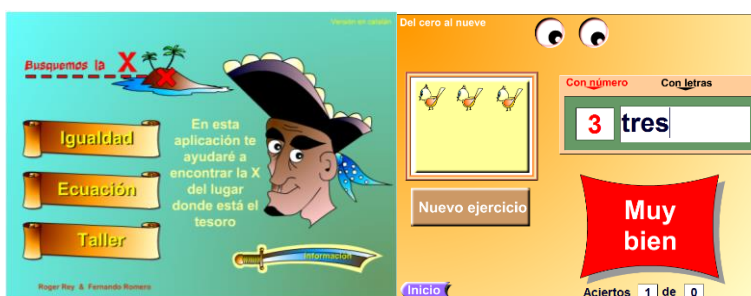 Versión en catalán
Busquemos la X
X
Igualdad
Ecuación
Taller
En esta
aplicación te
ayudaré a
encontrar la X
del lugar
donde está el
tesoro
Información
Roger Rey & Fernando Romero
Del cero al nueve
Con número
Con letras
3 tres
Nuevo ejercicio
Muy
bien
Inicio
Aciertos 1 de 0